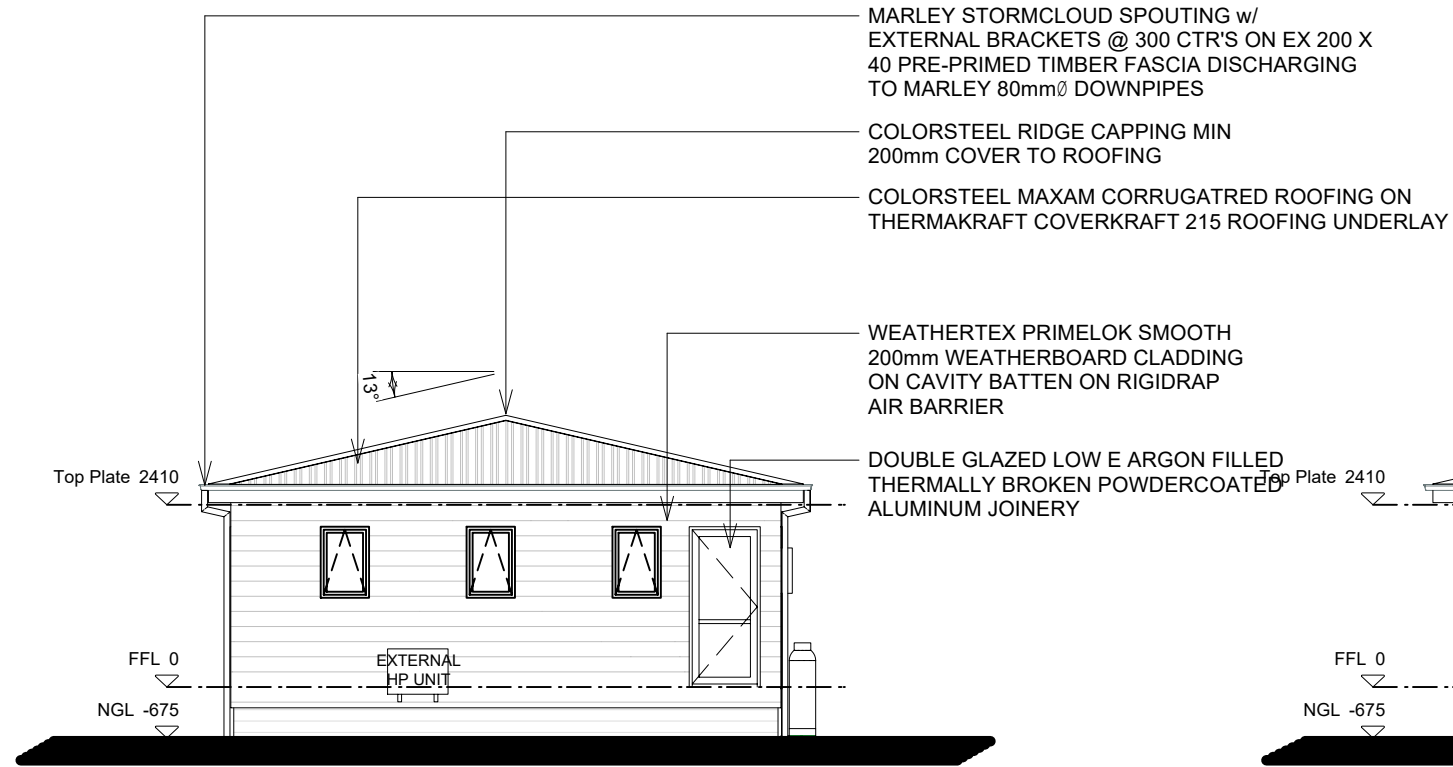 MARLEY STORMCLOUD SPOUTING w/
EXTERNAL BRACKETS @ 300 CTR'S ON EX 200 X
40 PRE-PRIMED TIMBER FASCIA DISCHARGING
TO MARLEY 80mmØ DOWNPIPES
COLORSTEEL RIDGE CAPPING MIN
200mm COVER TO ROOFING
COLORSTEEL MAXAM CORRUGATRED ROOFING ON
THERMAKRAFT COVERKRAFT 215 ROOFING UNDERLAY
WEATHERTEX PRIMELOK SMOOTH
200mm WEATHERBOARD CLADDING
ON CAVITY BATTEN ON RIGIDRAP
AIR BARRIER
13°
DOUBLE GLAZED LOW E ARGON FILLED
THERMALLY BROKEN POWDERCOATED
ALUMINUM JOINERY
Top Plate 2410
Top Plate 2410
EXTERNAL
HP UNIT
FFL 0
FFL 0
NGL -675
NGL -675